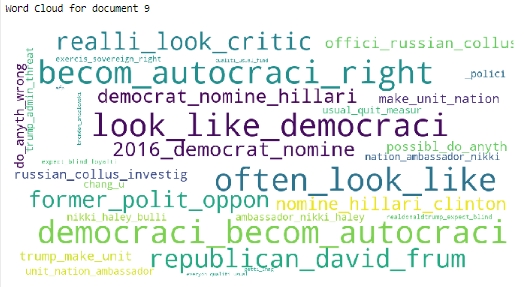 Word Cloud for document 9
exercis_sovereign_right
realli_look_critic
offici_russian_collus
becom_autocraci_right
_polici
trump_admin_threat
do_anyth_wrong
democrat_nomine_hillari
make_unit_nation
usual_quit_measur
look_like_democraci
2016_democrat_nomine
possibl_do_anyth
nation_ambassador_nikki
expect_blind_loyalti
russian_collus_investig
chang_u
often_look_like
former_polit_oppon
nomine_hillari_clinton
nikki_haley_bulli
ambassador_nikki_haley
realdonaldtrump_expect_blind
democraci_becom_autocraci
trump_make_unit
republican_david_frum
unit_nation_ambassador